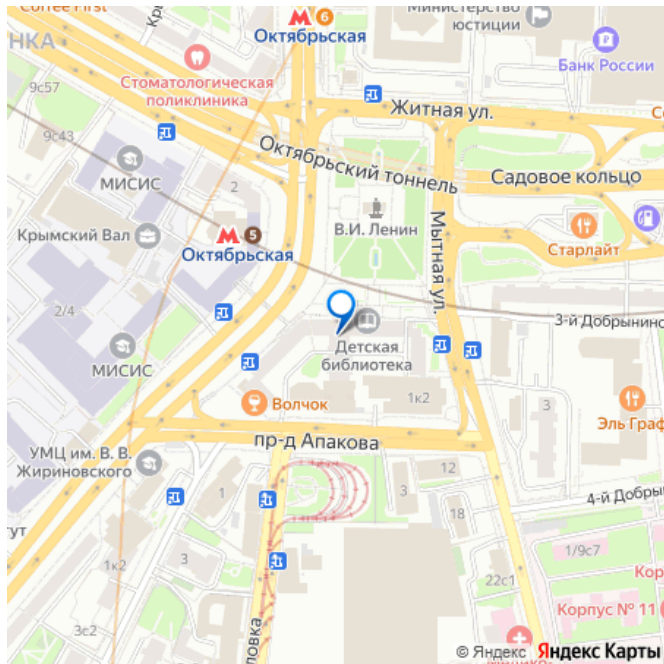 Coffee First
Министерство
юстиции
6
Октябрьская
НКА
Банк России
Стоматологическая
поликлиника
9с57
Житная ул.
9с43
Октябрьский тоннель
МИСИС
2
Садовое кольцо
В.И. Ленин
Крымский Вал
5
Октябрьская
Мытная ул.
Старлайт
2/4
3-й Добрынинс
Детская
библиотека
МИСИС
1к2
Волчок
3
Эль Граф
пр-д Апакова
УМЦ им. В. В.
Жириновского
12
1
3
4-й Добры
18
3
1/9с7
1к2
22с1
Кор
Корпус № 11
3с2
ловка
© Яндекс Яндекс Карты